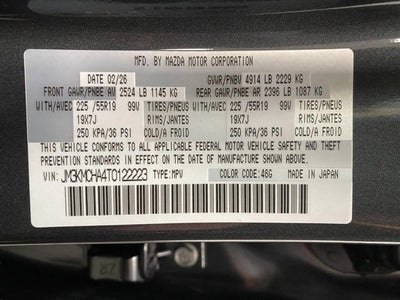 MFD. BY MAZDA MOTOR CORPORATION
DATE 02/26 GVWR/PNBV 4914 LB 2229 KG
FRONT GAWR/PNBE AV 2524 LB 1145 KG REAR GAWR/PNBE AR 2396 LB 1087 KG
WITH/AVEC 225 /55R19 99V TIRES/PNEUS WITH/AVEC 225 /55R19 99V TIRES/PNEUS
19X7J RIMS/JANTES 19X7J RIMS/JANTES
250 KPA/36 PSI COLD/FROID 250 KPA/36 PSI COLD/A FROID
THIS VEHICLE CONFORMS TO ALL APPLICABLE FEDERAL MOTOR VEHICLE SAFETY, BUMPER,
AND THEFT PREVENTION STANDARDS IN EFFECT ON THE DATE OF MANUFACTURE SHOWN ABOVE.
VIN: JM3KMCHA4T0122223 TYPE:MPV COLOR CODE:46G MADE IN JAPAN
87